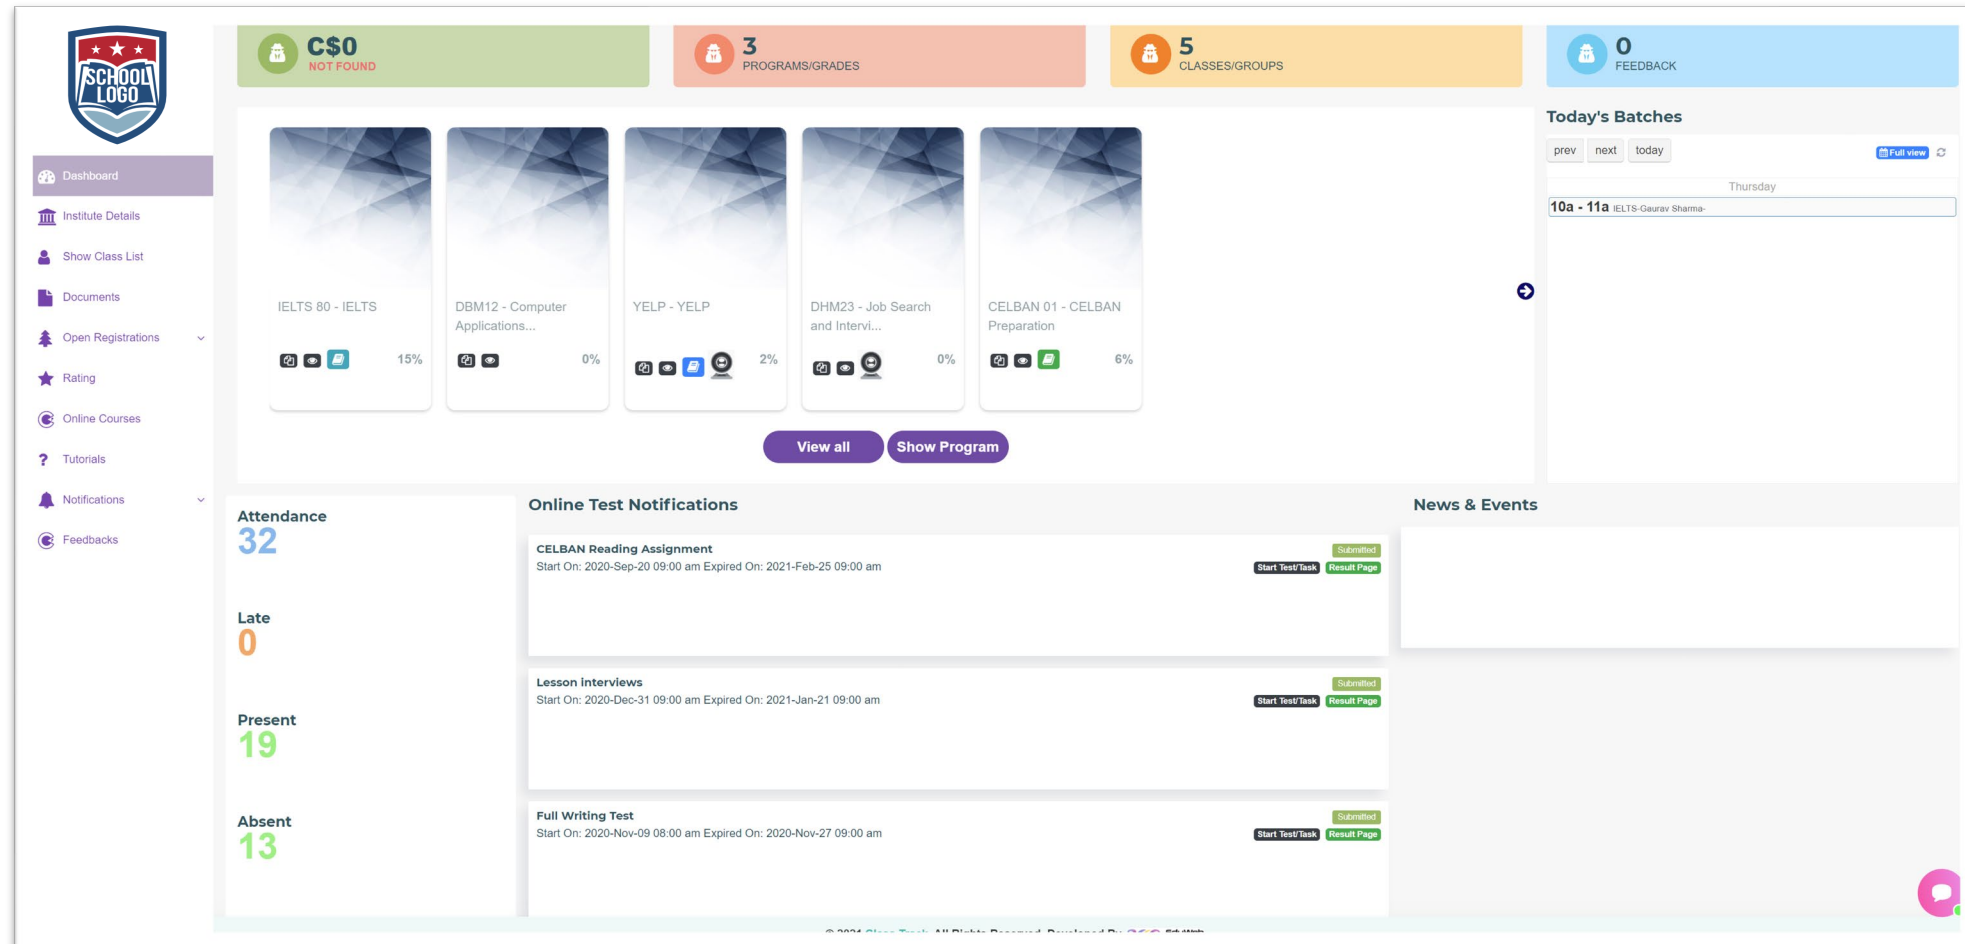 SCHOOL
LOGO
C$0
NOT FOUND
3
PROGRAMS/GRADES
5
CLASSES/GROUPS
0
FEEDBACK
Dashboard
Institute Details
Show Class List
Documents
Open Registrations
Rating
Online Courses
Tutorials
Notifications
Feedbacks
IELTS 80 - IELTS
15%
DBM12 - Computer
Applications...
0%
YELP - YELP
2%
DHM23 - Job Search
and Intervi...
0%
CELBAN 01 - CELBAN
Preparation
6%
View all
Show Program
Today's Batches
prev
next
today
Full view
Thursday
10a - 11a IELTS-Gaurav Sharma-
Attendance
32
Late
0
Present
19
Absent
13
Online Test Notifications
CELBAN Reading Assignment
Submitted
Start On: 2020-Sep-20 09:00 am Expired On: 2021-Feb-25 09:00 am
Start Test/Task
Result Page
Lesson interviews
Submitted
Start On: 2020-Dec-31 09:00 am Expired On: 2021-Jan-21 09:00 am
Start Test/Task
Result Page
Full Writing Test
Submitted
Start On: 2020-Nov-09 08:00 am Expired On: 2020-Nov-27 09:00 am
Start Test/Task
Result Page
News & Events
© 2021 Class Track. All Rights Reserved. Developed By